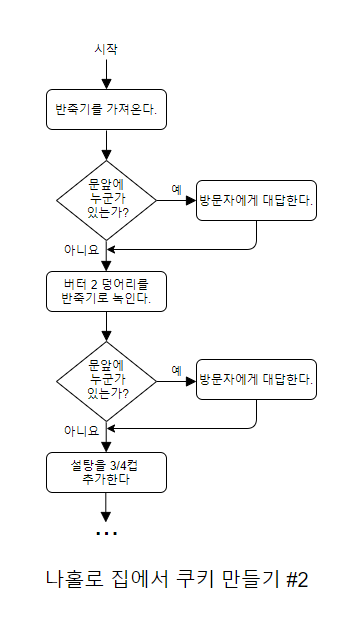 시작
반죽기를 가져온다.
문앞에
누군가
있는가?
예
방문자에게 대답한다.
아니요
버터 2 덩어리를
반죽기로 녹인다.
문앞에
누군가
있는가?
예
방문자에게 대답한다.
아니요
설탕을 3/4컵
추가한다
...
나홀로 집에서 쿠키 만들기 #2